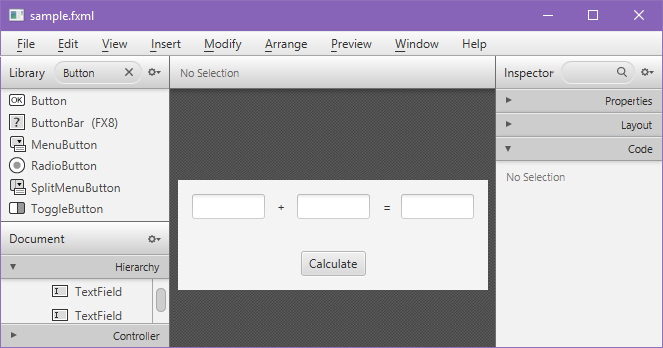 sample.fxml
File Edit View Insert Modify Arrange Preview Window Help
Library Button
No Selection
Inspector
Button
ButtonBar (FX8)
MenuButton
RadioButton
SplitMenuButton
ToggleButton
Document
Hierarchy
TextField
TextField
Controller
+ =
Calculate
Properties
Layout
Code
No Selection
OK
?